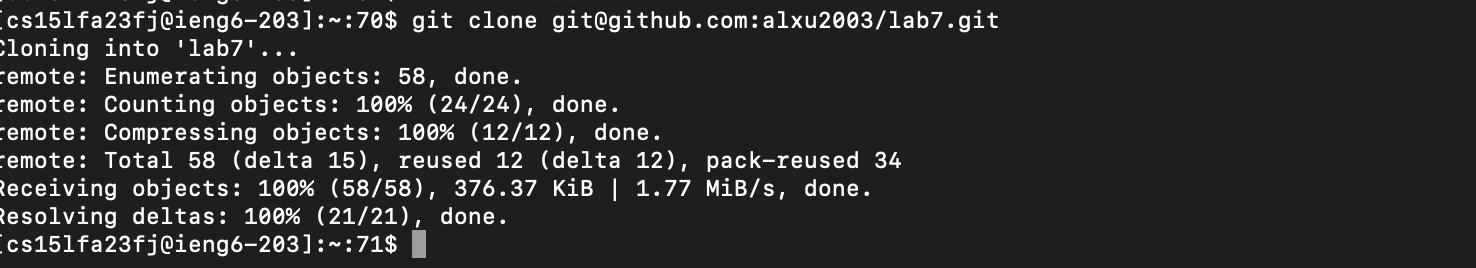 [cs15lfa23fj@ieng6-203]:~:70$ git clone git@github.com:alxu2003/lab7.git
Cloning into 'lab7'...
remote: Enumerating objects: 58, done.
remote: Counting objects: 100% (24/24), done.
remote: Compressing objects: 100% (12/12), done.
remote: Total 58 (delta 15), reused 12 (delta 12), pack-reused 34
Receiving objects: 100% (58/58), 376.37 KiB | 1.77 MiB/s, done.
Resolving deltas: 100% (21/21), done.
[cs15lfa23fj@ieng6-203]:~:71$